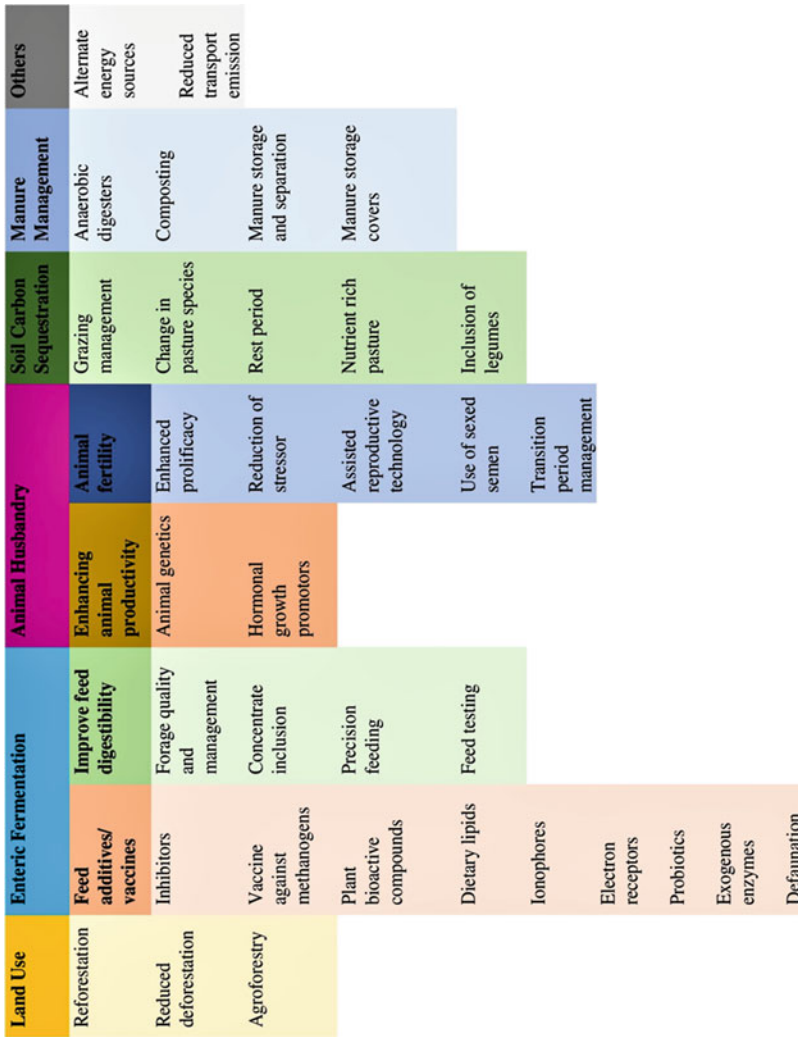 Land Use
Reforestation
Reduced
deforestation
Agroforestry
Enteric Fermentation
Feed
additives/
vaccines
Inhibitors
Vaccine
against
methanogens
Plant
bioactive
compounds
Dietary lipids
Ionophores
Electron
receptors
Probiotics
Exogenous
enzymes
Defaunation
Improve feed
digestibility
Forage quality
and
management
Concentrate
inclusion
Precision
feeding
Feed testing
Animal Husbandry
Enhancing
animal
productivity
Animal genetics
Hormonal
growth
promotors
Animal
fertility
Enhanced
prolificacy
Reduction of
stressor
Assisted
reproductive
technology
Use of sexed
semen
Transition
period
management
Soil Carbon
Sequestration
Grazing
management
Change in
pasture species
Rest period
Nutrient rich
pasture
Inclusion of
legumes
Manure
Management
Anaerobic
digesters
Composting
Manure storage
and separation
Manure storage
covers
Others
Alternate
energy
sources
Reduced
transport
emission